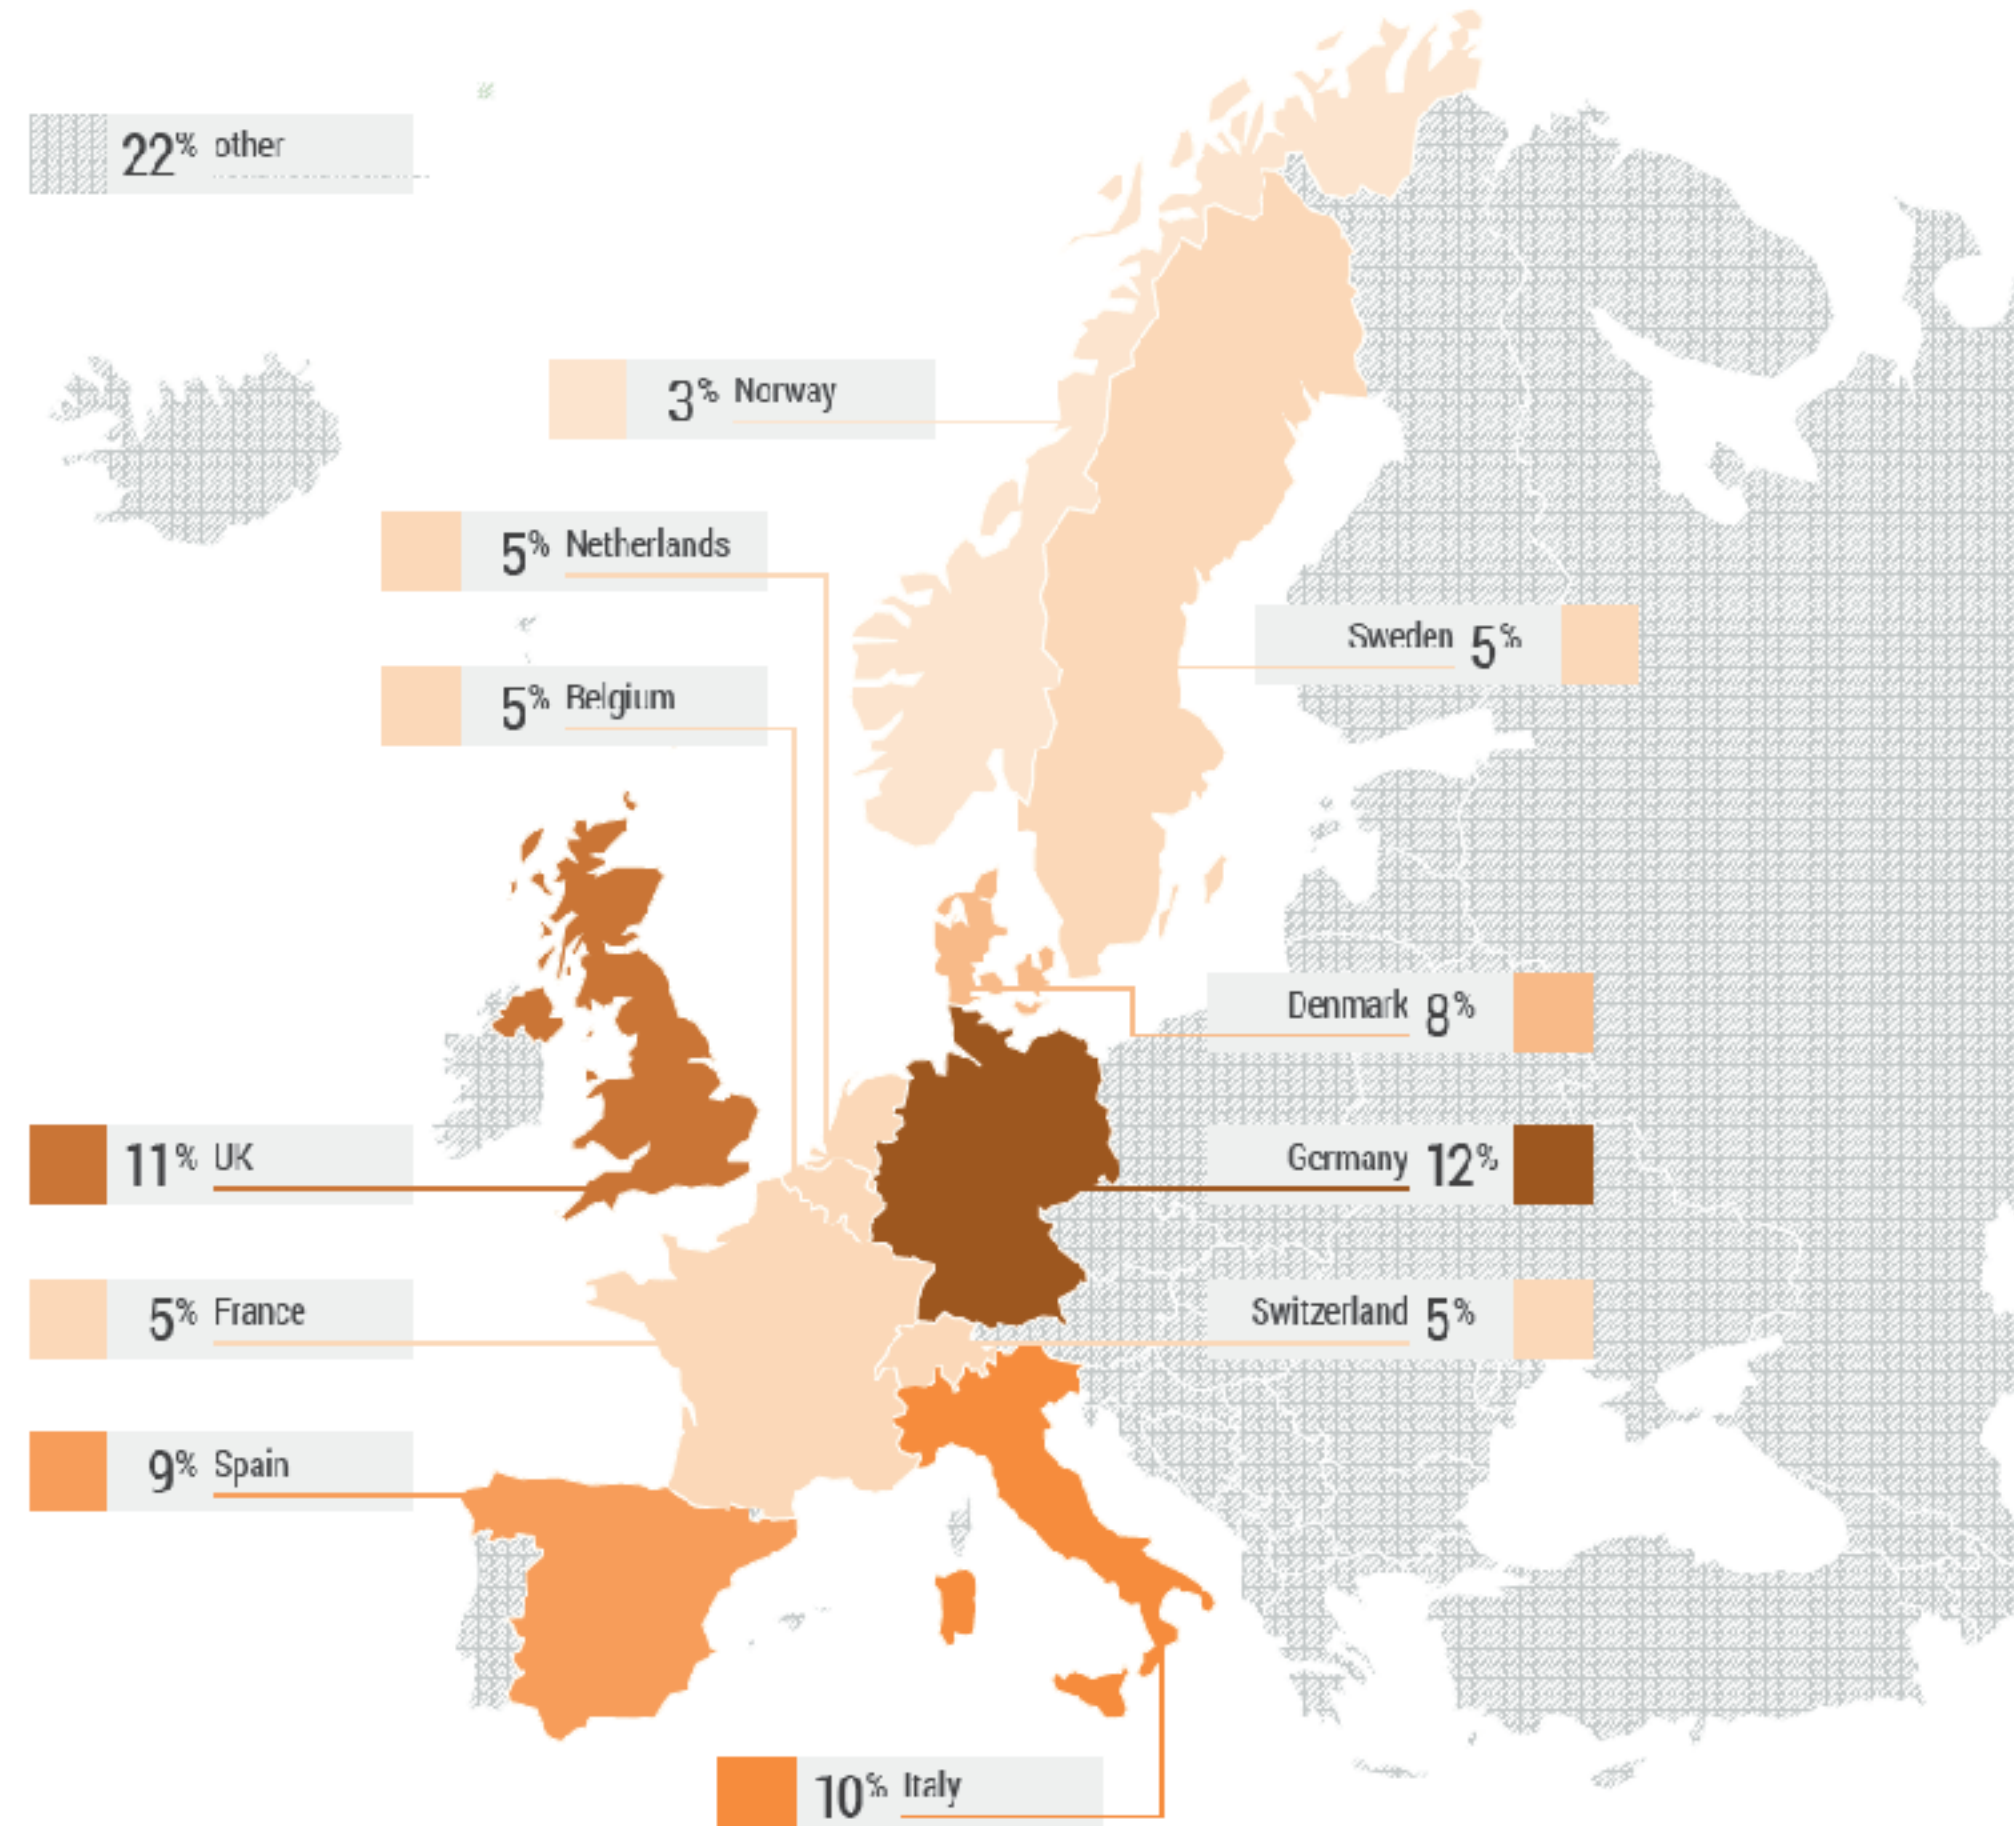 22% other
3% Norway
5% Netherlands
Sweden 5%
5% Belgium
Denmark 8%
11% UK
Germany 12%
5% France
Switzerland 5%
9% Spain
10% Italy